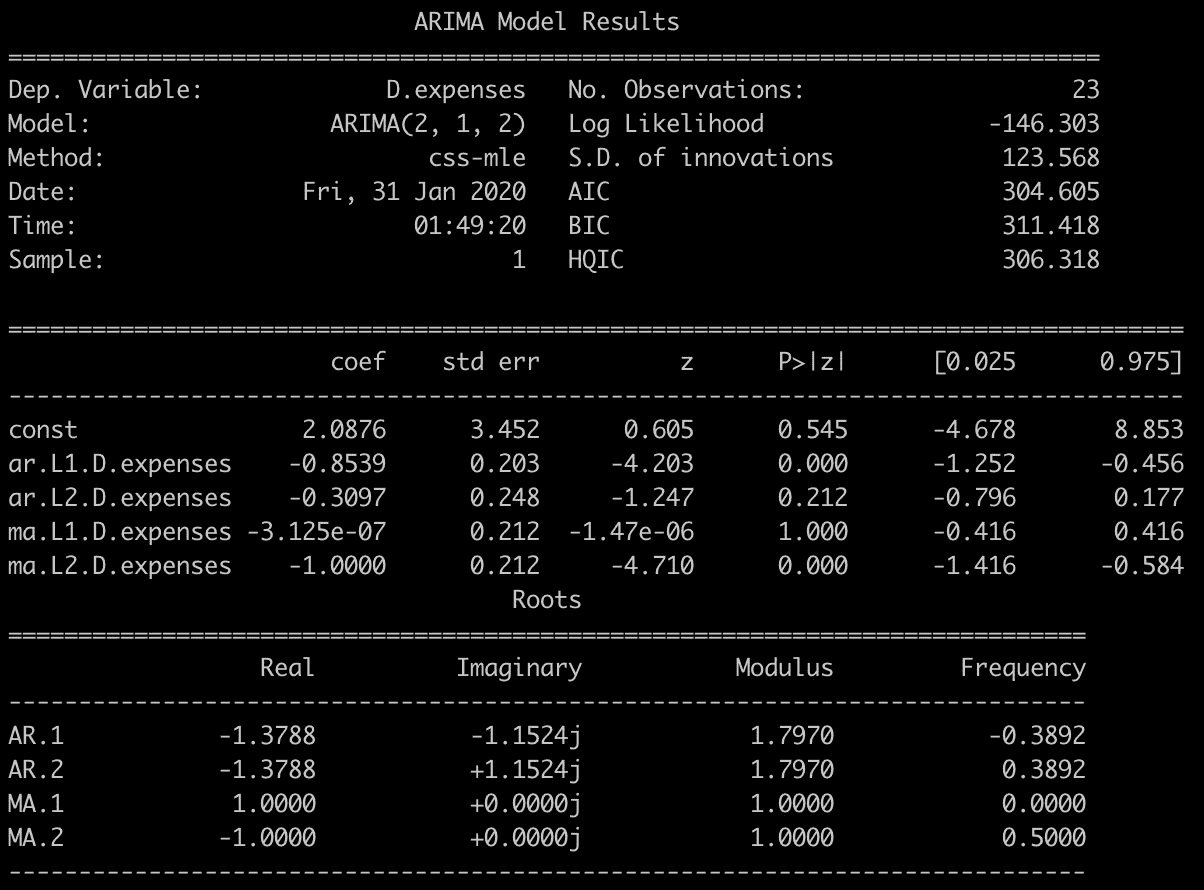 ARIMA Model Results
==============================================================================
Dep. Variable:             D.expenses   No. Observations:                   23
Model:                 ARIMA(2, 1, 2)   Log Likelihood                -146.303
Method:                       css-mle   S.D. of innovations            123.568
Date:                Fri, 31 Jan 2020   AIC                            304.605
Time:                        01:49:20   BIC                            311.418
Sample:                             1   HQIC                           306.318
====================================================================================
                       coef    std err          z      P>|z|      [0.025      0.975]
------------------------------------------------------------------------------------
const                2.0876      3.452      0.605      0.545      -4.678       8.853
ar.L1.D.expenses    -0.8539      0.203     -4.203      0.000      -1.252      -0.456
ar.L2.D.expenses    -0.3097      0.248     -1.247      0.212      -0.796       0.177
ma.L1.D.expenses -3.125e-07      0.212  -1.47e-06      1.000      -0.416       0.416
ma.L2.D.expenses    -1.0000      0.212     -4.710      0.000      -1.416      -0.584
                                    Roots
=============================================================================
                  Real          Imaginary           Modulus         Frequency
-----------------------------------------------------------------------------
AR.1           -1.3788           -1.1524j            1.7970           -0.3892
AR.2           -1.3788           +1.1524j            1.7970            0.3892
MA.1            1.0000           +0.0000j            1.0000            0.0000
MA.2           -1.0000           +0.0000j            1.0000            0.5000
-----------------------------------------------------------------------------